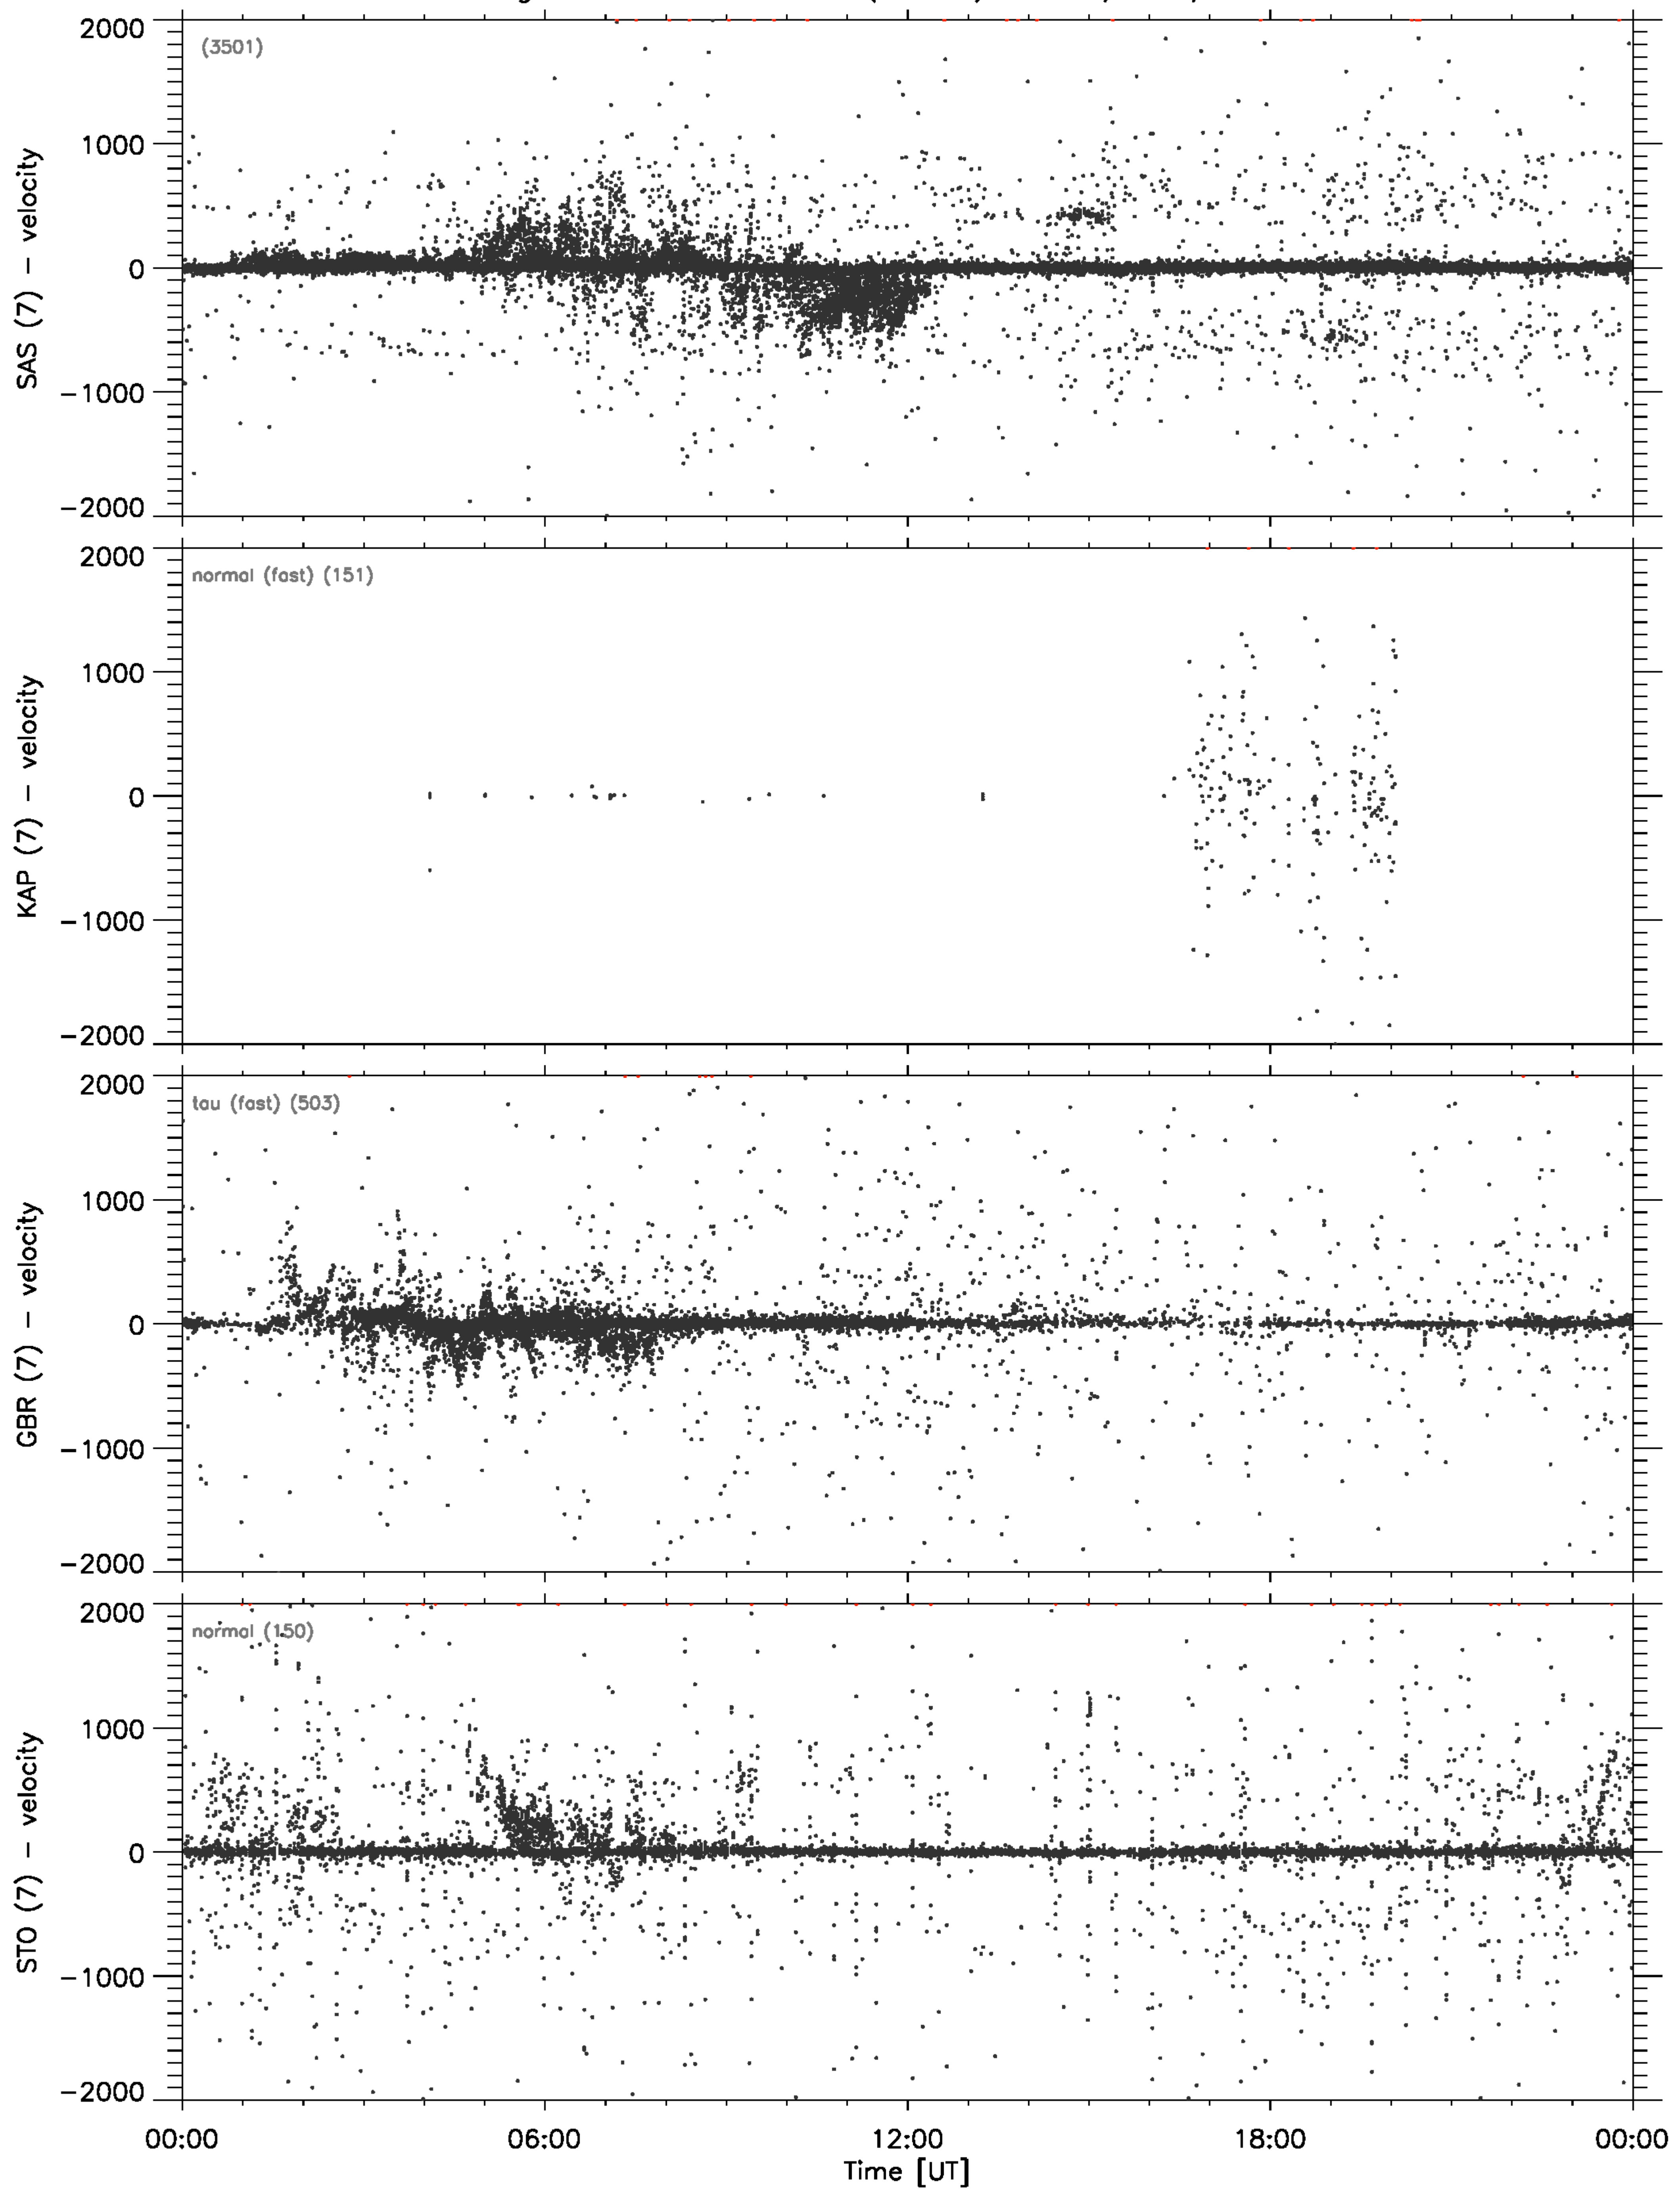 2000
(3501)
1000
0
−1000
−2000
SAS (7) − velocity
2000
normal (fast) (151)
1000
0
−1000
−2000
KAP (7) − velocity
2000
tau (fast) (503)
1000
0
−1000
−2000
GBR (7) − velocity
2000
normal (150)
1000
0
−1000
−2000
STO (7) − velocity
00:00 06:00 12:00 18:00 00:00
Time [UT]